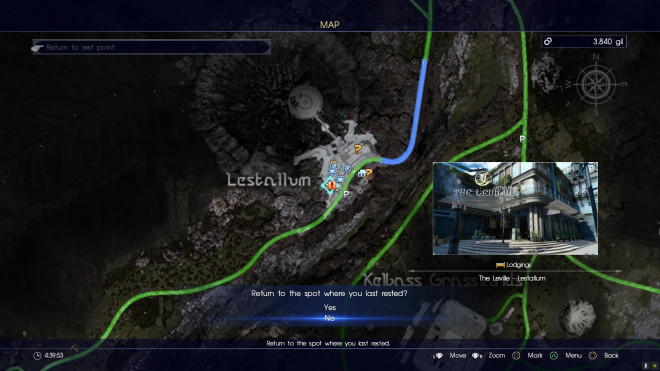 MAP
Return to rest point
3,840 gil
N
W
Lestallum
P
P
THE LEVILLE
Lodgings
The Leville - Lestallum
Kelbass Grass
Return to the spot where you last rested?
Yes
No
Return to the spot where you last rested.
4:39:53
L Move R Zoom Mark Menu Back